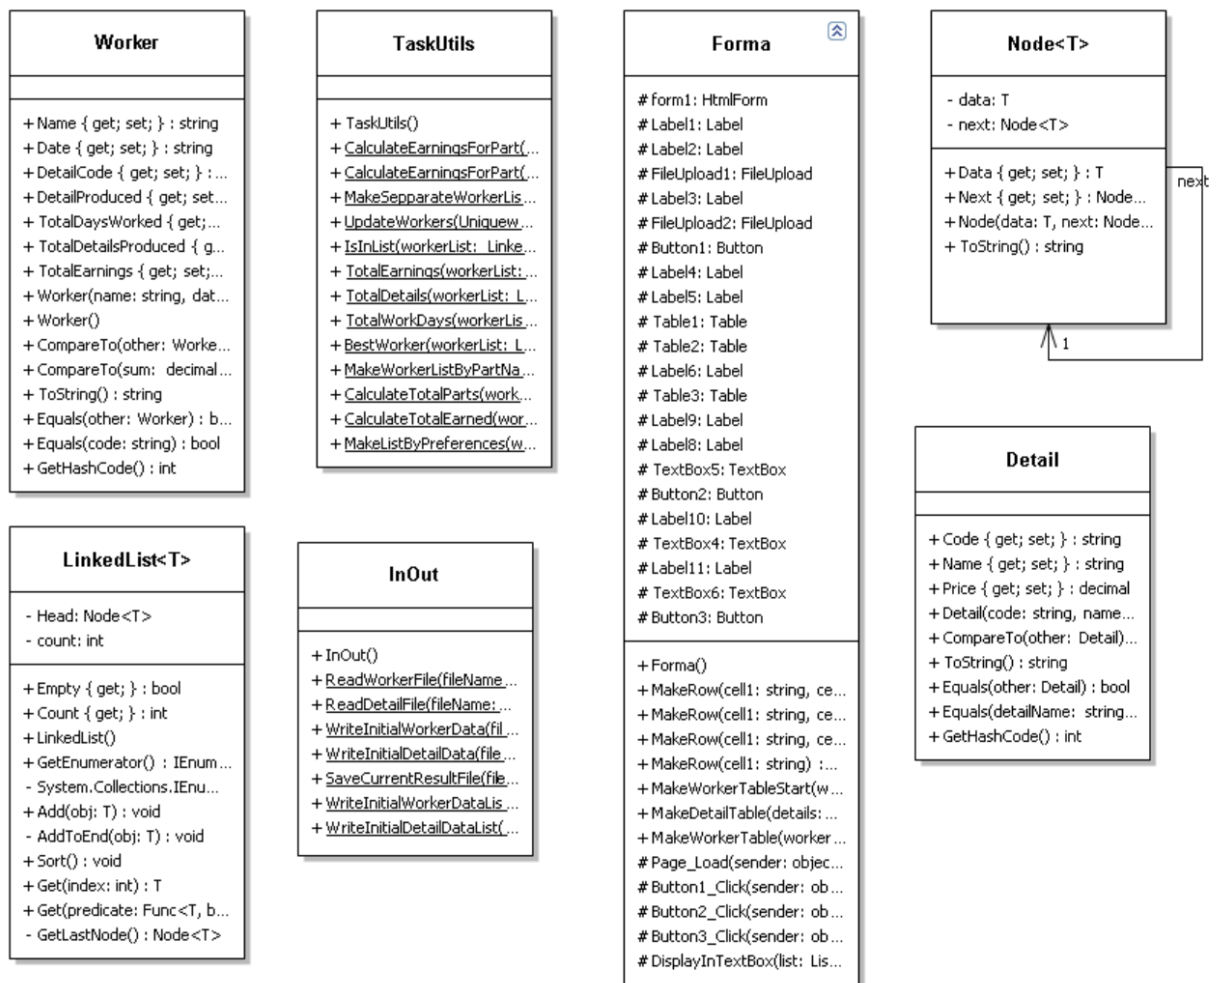 Worker
+ Name { get; set; } : string
+ Date { get; set; } : string
+ DetailCode { get; set; } : ...
+ DetailProduced { get; set...
+ TotalDaysWorked { get;...
+ TotalDetailsProduced { g...
+ TotalEarnings { get; set;...
+ Worker(name: string, dat...
+ Worker()
+ CompareTo(other: Worke...
+ CompareTo(sum: decimal...
+ ToString() : string
+ Equals(other: Worker) : b...
+ Equals(code: string) : bool
+ GetHashCode() : int
TaskUtils
+ TaskUtils()
+ CalculateEarningsForPart(...
+ CalculateEarningsForPart(...
+ MakeSepparateWorkerLis...
+ UpdateWorkers(Uniquew...
+ IsInList(workerList: Linke...
+ TotalEarnings(workerList:...
+ TotalDetails(workerList: L...
+ TotalWorkDays(workerLis...
+ BestWorker(workerList: L...
+ MakeWorkerListByPartNa...
+ CalculateTotalParts(work...
+ CalculateTotalEarned(wor...
+ MakeListByPreferences(w...
Forma
# form1: HtmlForm
# Label1: Label
# Label2: Label
# FileUpload1: FileUpload
# Label3: Label
# FileUpload2: FileUpload
# Button1: Button
# Label4: Label
# Label5: Label
# Table1: Table
# Table2: Table
# Label6: Label
# Table3: Table
# Label9: Label
# Label8: Label
# TextBox5: TextBox
# Button2: Button
# Label10: Label
# TextBox4: TextBox
# Label11: Label
# TextBox6: TextBox
# Button3: Button
+ Forma()
+ MakeRow(cell1: string, ce...
+ MakeRow(cell1: string, ce...
+ MakeRow(cell1: string, ce...
+ MakeRow(cell1: string) :...
+ MakeWorkerTableStart(w...
+ MakeDetailTable(details:...
+ MakeWorkerTable(worker...
# Page_Load(sender: objec...
# Button1_Click(sender: ob...
# Button2_Click(sender: ob...
# Button3_Click(sender: ob...
# DisplayInTextBox(list: Lis...
Node<T>
- data: T
- next: Node<T>
+ Data { get; set; } : T
+ Next { get; set; } : Node...
+ Node(data: T, next: Node...
+ ToString() : string
next
1
LinkedList<T>
- Head: Node<T>
- count: int
+ Empty { get; } : bool
+ Count { get; } : int
+ LinkedList()
+ GetEnumerator() : IEnum...
- System.Collections.IEnu...
+ Add(obj: T) : void
- AddToEnd(obj: T) : void
+ Sort() : void
+ Get(index: int) : T
+ Get(predicate: Func<T, b...
- GetLastNode() : Node<T>
InOut
+ InOut()
+ ReadWorkerFile(fileName...
+ ReadDetailFile(fileName:...
+ WriteInitialWorkerData(fil...
+ WriteInitialDetailData(file...
+ SaveCurrentResultFile(file...
+ WriteInitialWorkerDataLis...
+ WriteInitialDetailDataList(...
Detail
+ Code { get; set; } : string
+ Name { get; set; } : string
+ Price { get; set; } : decimal
+ Detail(code: string, name...
+ CompareTo(other: Detail)...
+ ToString() : string
+ Equals(other: Detail) : bool
+ Equals(detailName: string...
+ GetHashCode() : int